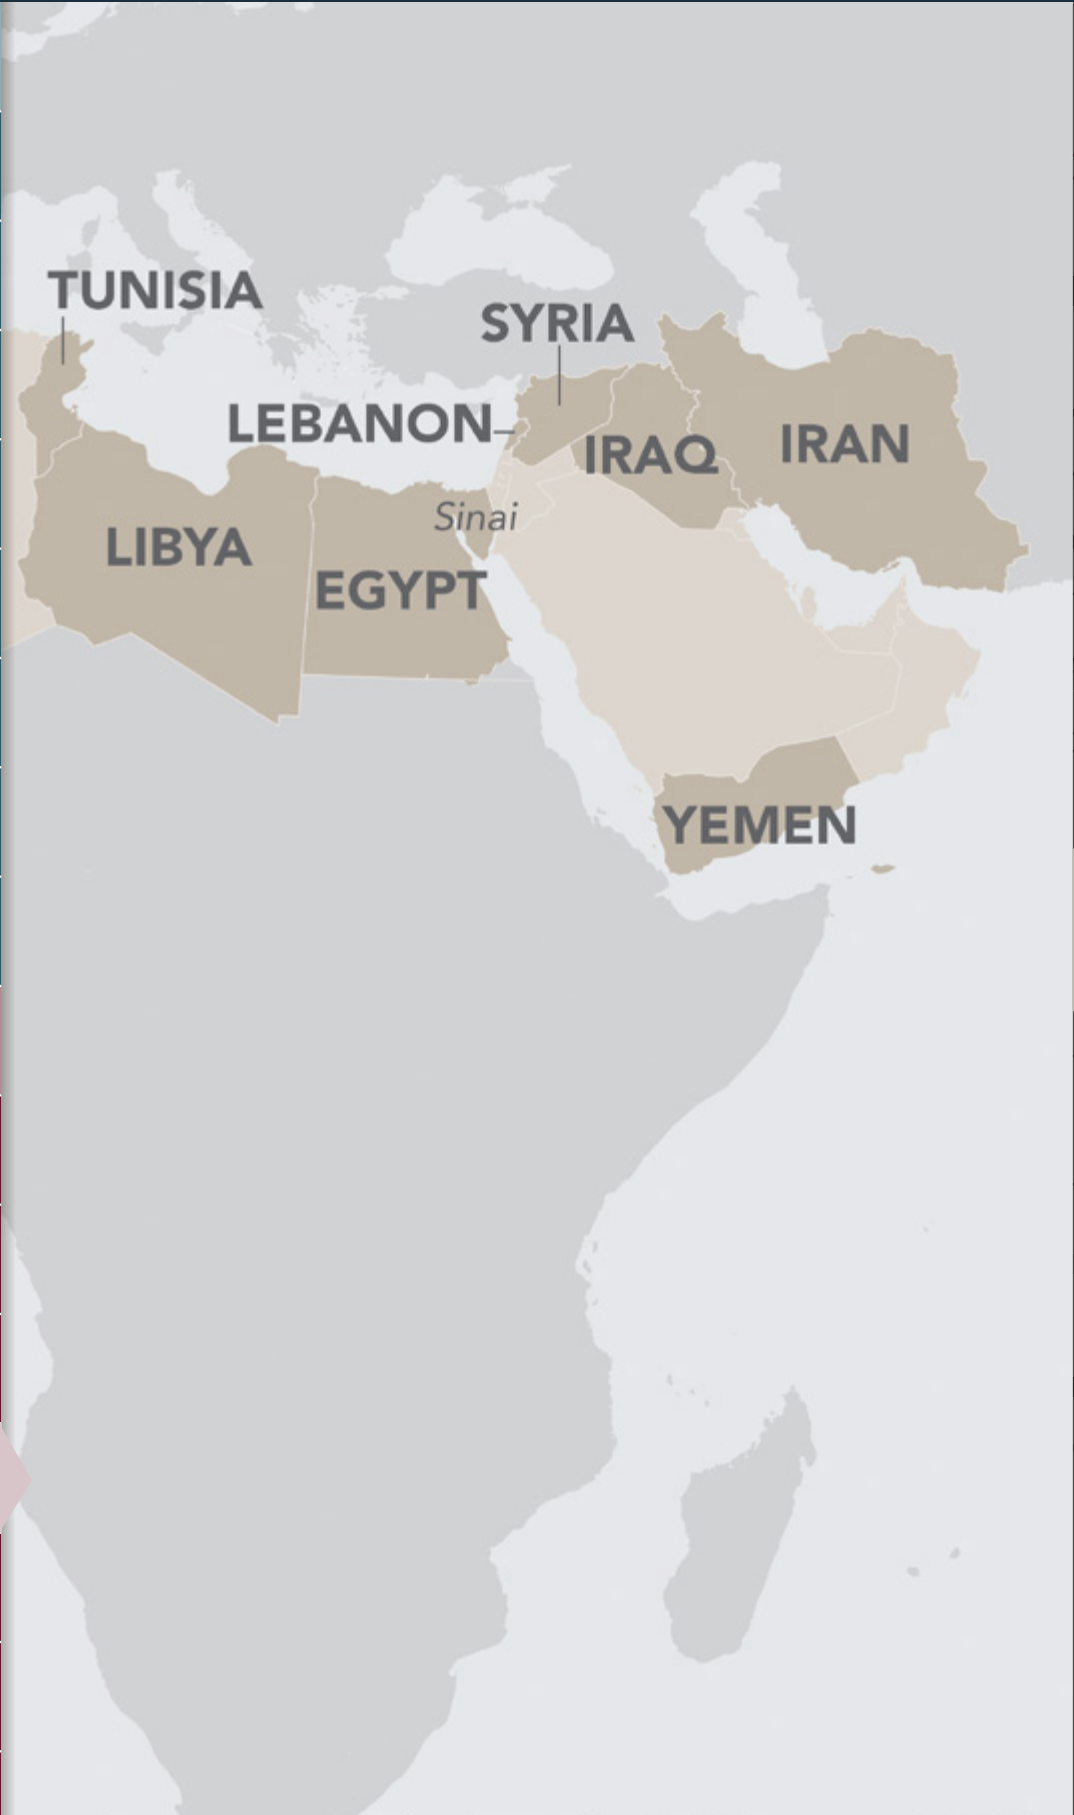 TUNISIA
SYRIA
LEBANON
IRAQ
IRAN
Sinai
LIBYA
EGYPT
YEMEN